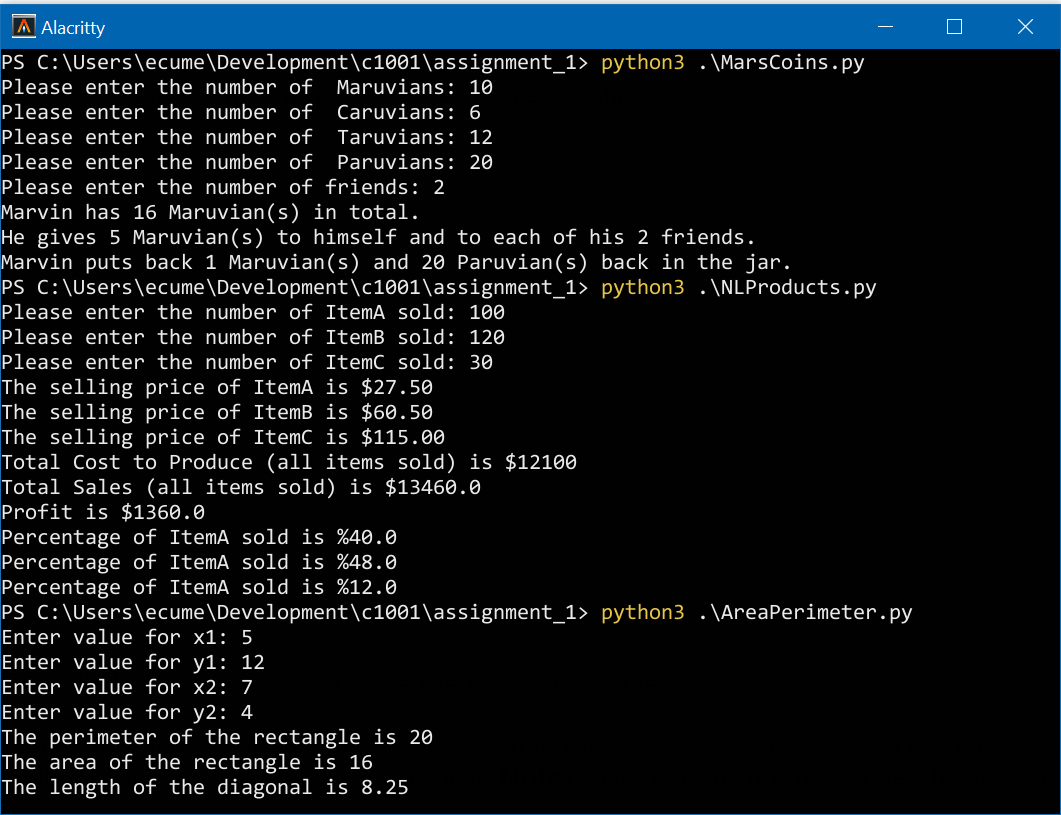 Alacritty
PS C:\Users\ecume\Development\c1001\assignment_1> python3 .\MarsCoins.py
Please enter the number of  Maruvians: 10
Please enter the number of  Caruvians: 6
Please enter the number of  Taruvians: 12
Please enter the number of  Paruvians: 20
Please enter the number of friends: 2
Marvin has 16 Maruvian(s) in total.
He gives 5 Maruvian(s) to himself and to each of his 2 friends.
Marvin puts back 1 Maruvian(s) and 20 Paruvian(s) back in the jar.
PS C:\Users\ecume\Development\c1001\assignment_1> python3 .\NLProducts.py
Please enter the number of ItemA sold: 100
Please enter the number of ItemB sold: 120
Please enter the number of ItemC sold: 30
The selling price of ItemA is $27.50
The selling price of ItemB is $60.50
The selling price of ItemC is $115.00
Total Cost to Produce (all items sold) is $12100
Total Sales (all items sold) is $13460.0
Profit is $1360.0
Percentage of ItemA sold is %40.0
Percentage of ItemA sold is %48.0
Percentage of ItemA sold is %12.0
PS C:\Users\ecume\Development\c1001\assignment_1> python3 .\AreaPerimeter.py
Enter value for x1: 5
Enter value for y1: 12
Enter value for x2: 7
Enter value for y2: 4
The perimeter of the rectangle is 20
The area of the rectangle is 16
The length of the diagonal is 8.25